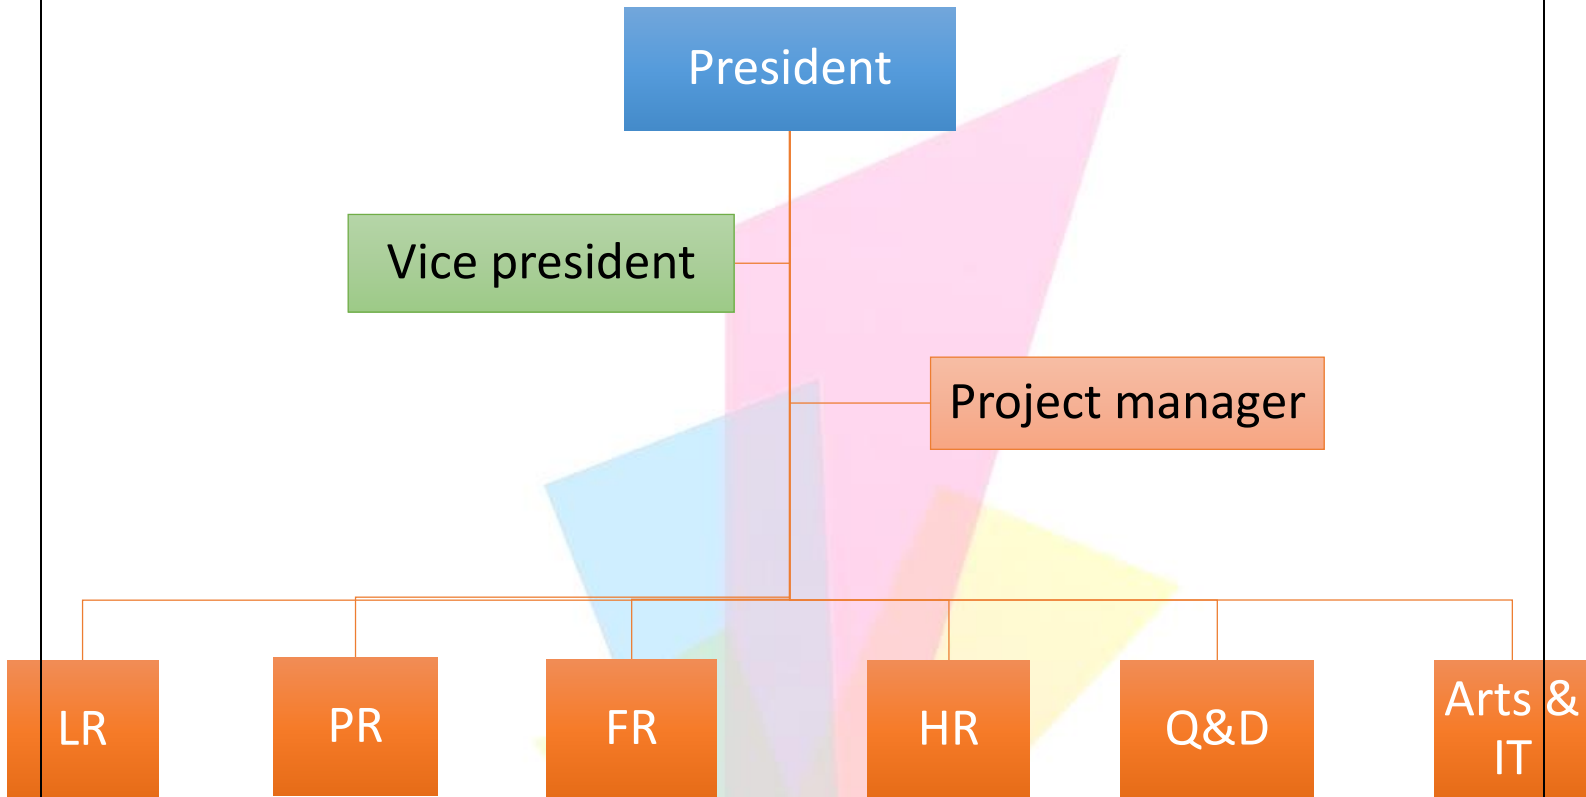 President
Vice president
Project manager
LR
PR
FR
HR
Q&D
Arts &
IT